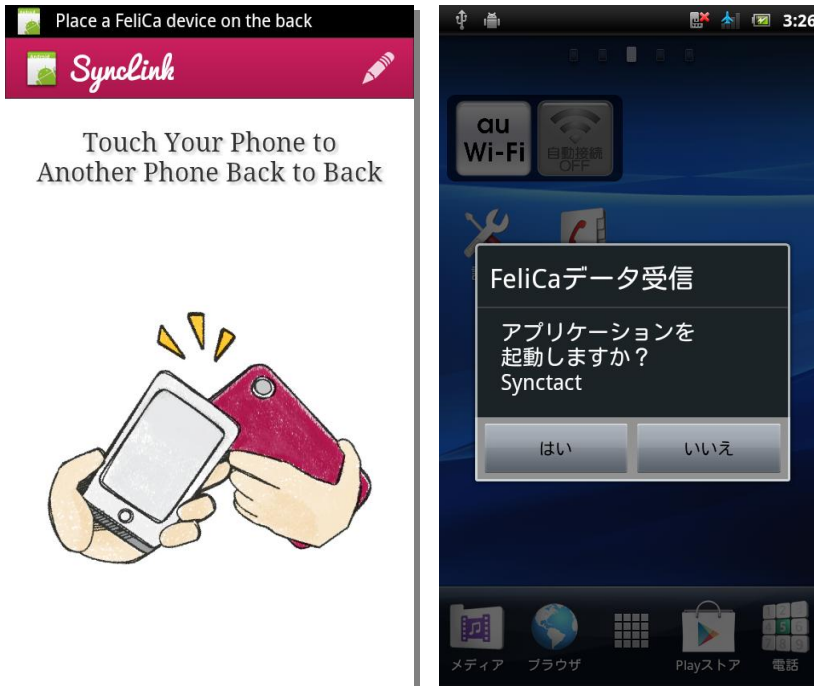 Place a FeliCa device on the back
SyncLink
Touch Your Phone to
Another Phone Back to Back
3:26
au
Wi-Fi
自動接続
OFF
FeliCaデータ受信
アプリケーションを
起動しますか？
Synctact
はい
いいえ
メディア
ブラウザ
Playストア
電話